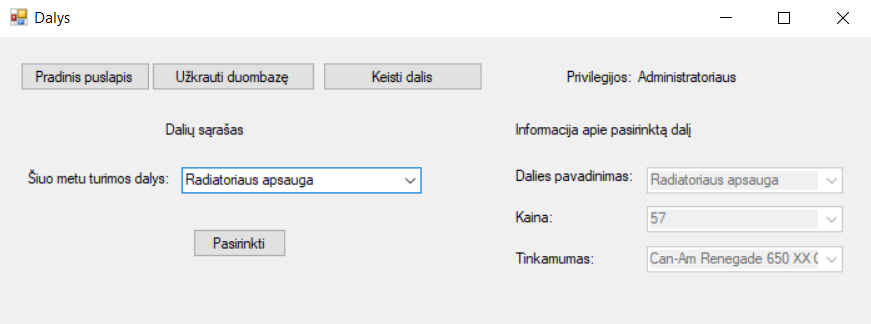 Dalys
Pradinis puslapis Užkrauti duombazę Keisti dalis Privilegijos: Administratoriaus
Dalių sąrašas Informacija apie pasirinktą dalį
Šiuo metu turimos dalys: Radiatoriaus apsauga Dalies pavadinimas: Radiatoriaus apsauga
Kaina: 57
Pasirinkti
Tinkamumas: Can-Am Renegade 650 XX